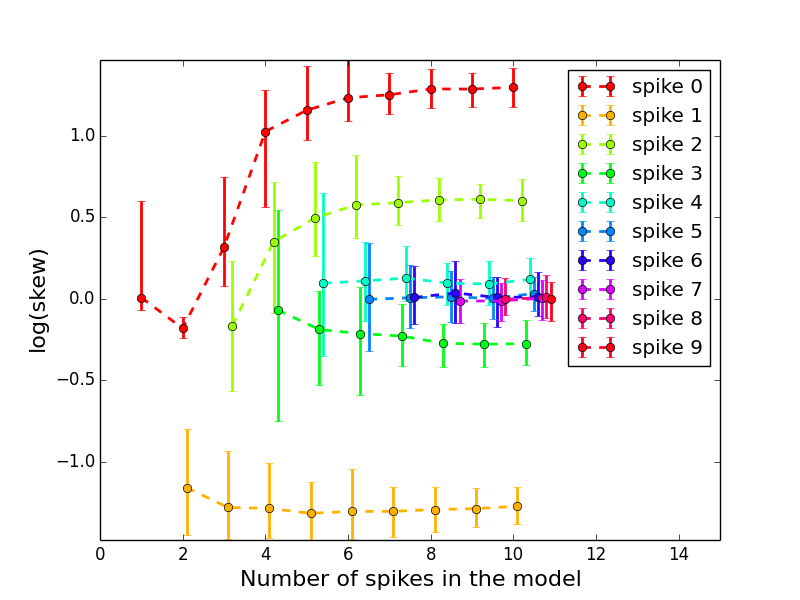 spike 0
spike 1
spike 2
spike 3
spike 4
spike 5
spike 6
spike 7
spike 8
spike 9
1.0
0.5
0.0
−0.5
−1.0
log(skew)
0 2 4 6 8 10 12 14
Number of spikes in the model